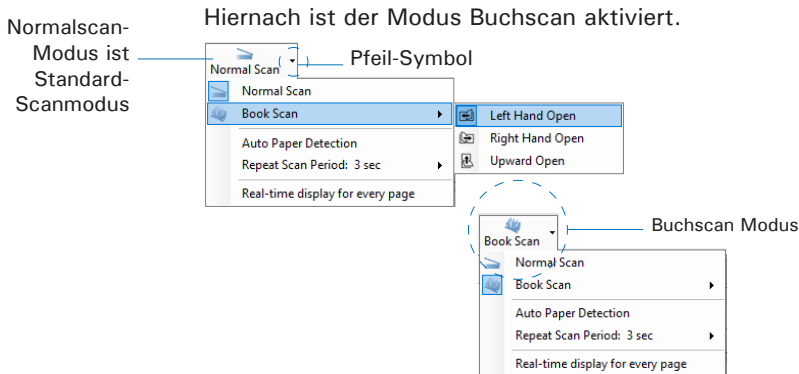 Hiernach ist der Modus Buchscan aktiviert.
Normalscan-
Modus ist
Standard-
Scanmodus
Pfeil-Symbol
Normal Scan
Normal Scan
Book Scan
Auto Paper Detection
Repeat Scan Period: 3 sec
Real-time display for every page
Left Hand Open
Right Hand Open
Upward Open
Buchscan Modus
Book Scan
Normal Scan
Book Scan
Auto Paper Detection
Repeat Scan Period: 3 sec
Real-time display for every page